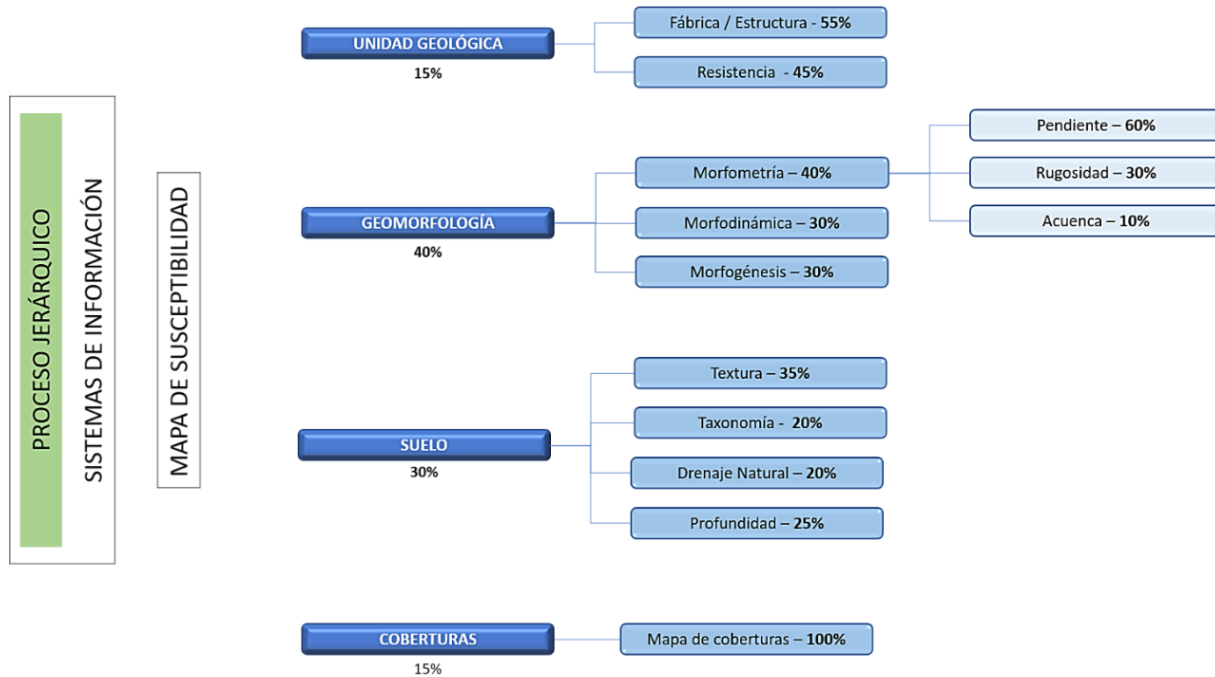 PROCESO JERÁRQUICO
SISTEMAS DE INFORMACIÓN
MAPA DE SUSCEPTIBILIDAD
UNIDAD GEOLÓGICA
15%
Fábrica / Estructura - 55%
Resistencia - 45%
GEOMORFOLOGÍA
40%
Morfometría – 40%
Morfodinámica – 30%
Morfogénesis – 30%
Pendiente – 60%
Rugosidad – 30%
Acuenca – 10%
SUELO
30%
Textura – 35%
Taxonomía - 20%
Drenaje Natural – 20%
Profundidad – 25%
COBERTURAS
15%
Mapa de coberturas – 100%